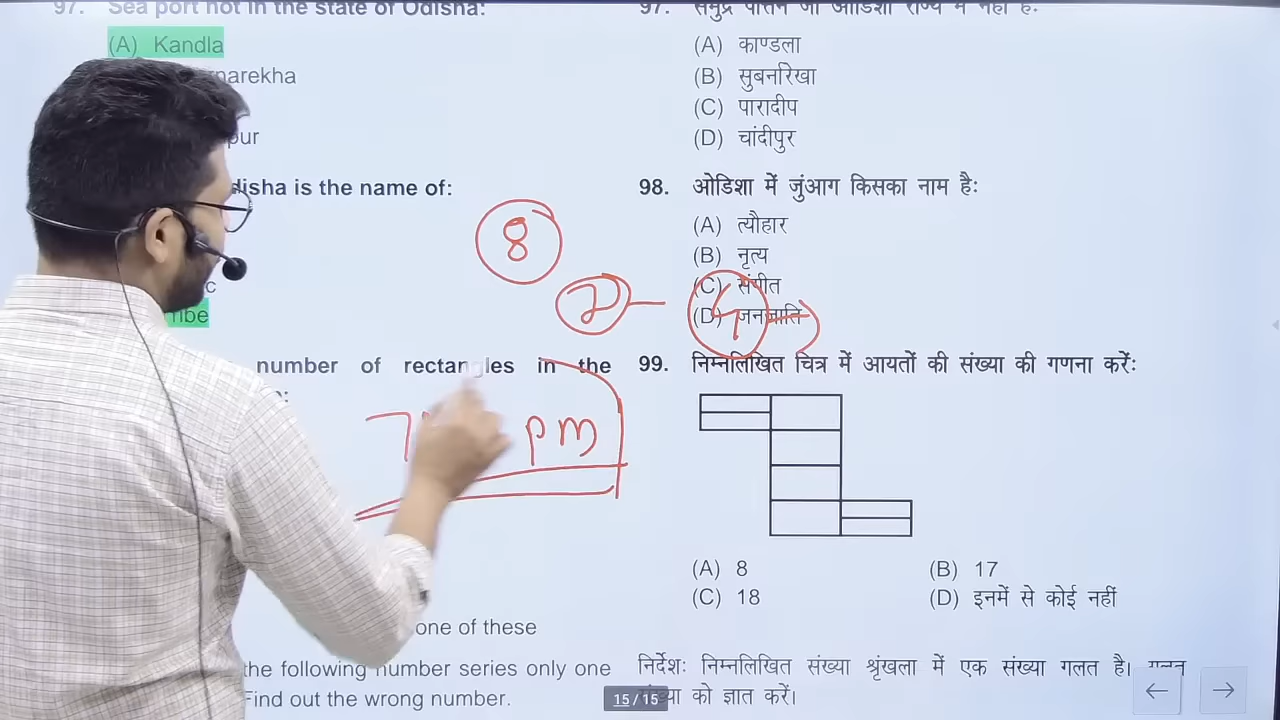 97. Sea port not in the state of Odisha:
(A) Kandla
narekha
pur
disha is the name of:
c
ribe
number of rectangles in the
pm
one of these
the following number series only one
Find out the wrong number.
97. समुद्र पोत्तन जो ओडिशा राज्य में नहीं है:
(A) काण्डला
(B) सुबर्नारेखा
(C) पारादीप
(D) चांदीपुर
98. ओडिशा में जुंआग किसका नाम है:
(A) त्यौहार
(B) नृत्य
(C) संगीत
(D) जनजाति
8
99. निम्नलिखित चित्र में आयतों की संख्या की गणना करें:
(A) 8
(B) 17
(C) 18
(D) इनमें से कोई नहीं
निर्देश: निम्नलिखित संख्या श्रृंखला में एक संख्या गलत है। गलत
संख्या को ज्ञात करें।
15 / 15